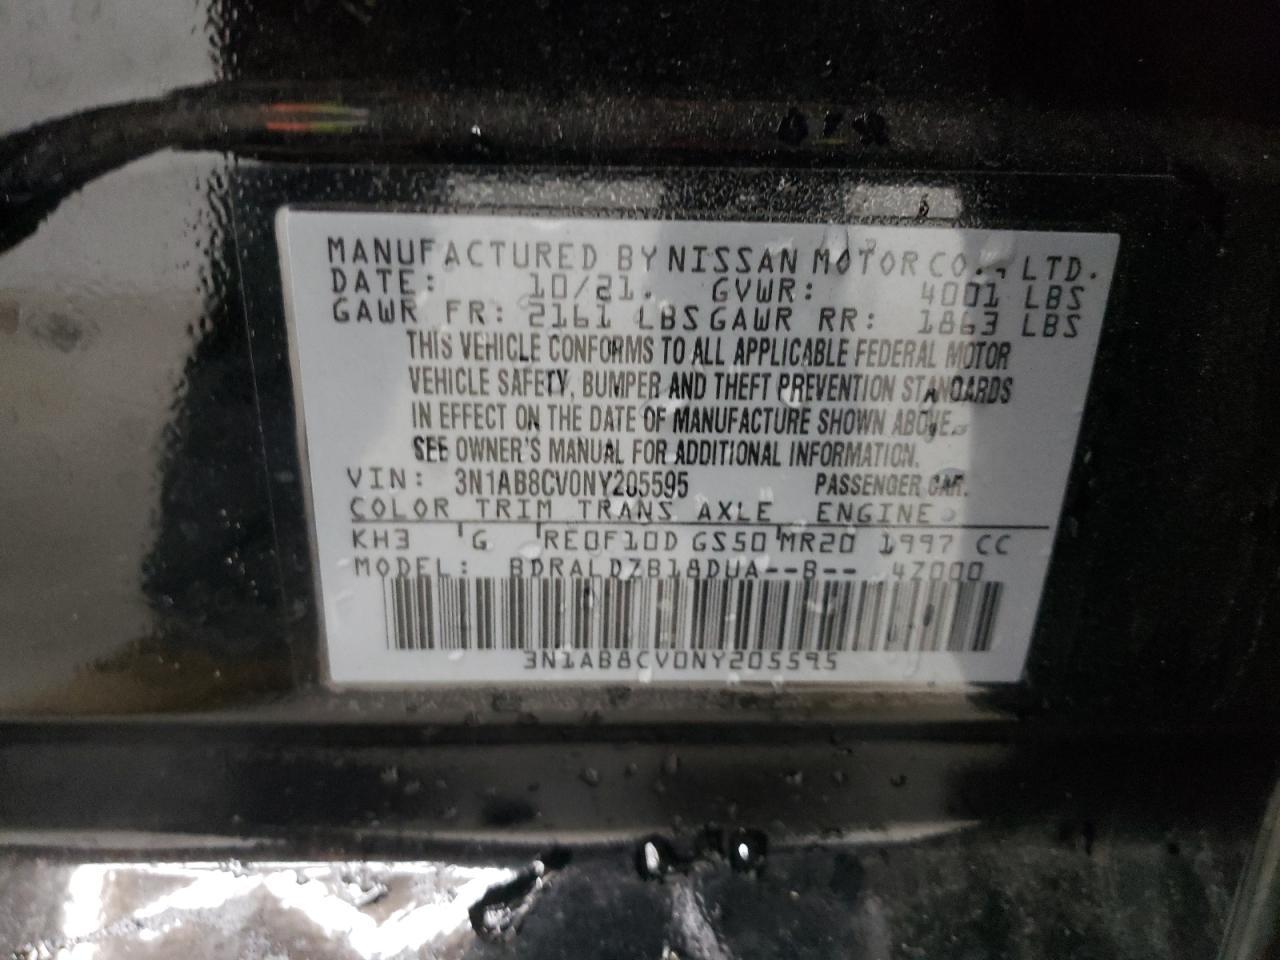 MANUFACTURED BY NISSAN MOTOR CO., LTD.
DATE: 10/21. GVWR: 4001 LBS
GAWR FR: 2161 LBS GAWR RR: 1863 LBS
THIS VEHICLE CONFORMS TO ALL APPLICABLE FEDERAL MOTOR
VEHICLE SAFETY, BUMPER AND THEFT PREVENTION STANDARDS
IN EFFECT ON THE DATE OF MANUFACTURE SHOWN ABOVE.
SEE OWNER'S MANUAL FOR ADDITIONAL INFORMATION.
VIN: 3N1AB8CV0NY205595 PASSENGER CAR.
COLOR TRIM TRANS AXLE ENGINE
KH3 G RE0F10D GS50 MR20 1997 CC
MODEL: BDRALDZB18DUA--B-- 4Z000
3N1AB8CV0NY205595